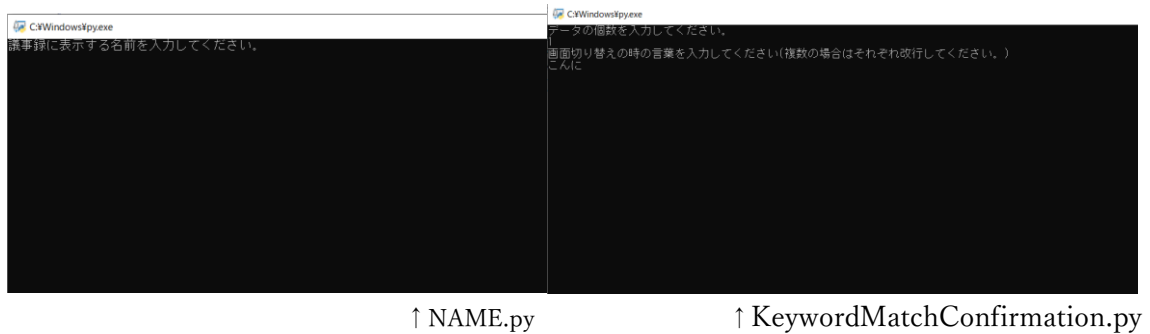 C:¥Windows¥py.exe
議事録に表示する名前を入力してください。
C:¥Windows¥py.exe
データの個数を入力してください。
1
画面切り替えの時の言葉を入力してください(複数の場合はそれぞれ改行してください。)
こんに
↑NAME.py
↑KeywordMatchConfirmation.py